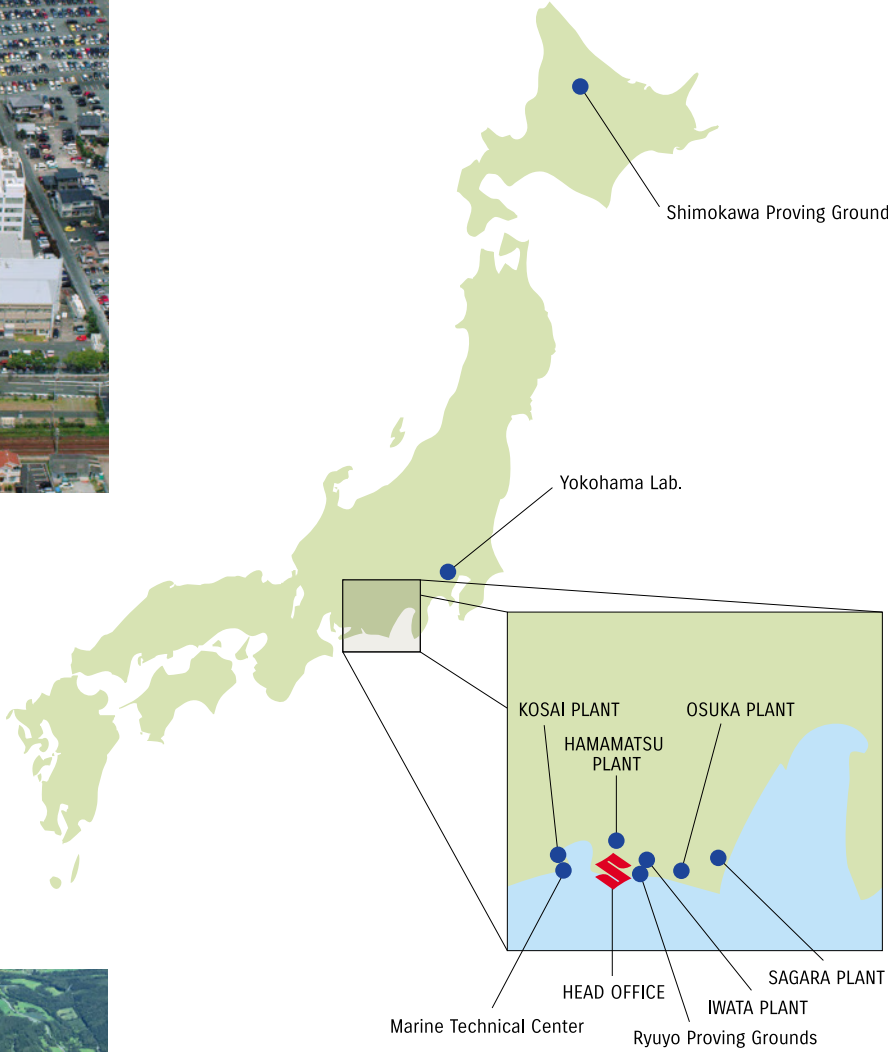 Shimokawa Proving Ground
Yokohama Lab.
KOSAI PLANT
OSUKA PLANT
HAMAMATSU
PLANT
SAGARA PLANT
HEAD OFFICE
IWATA PLANT
Marine Technical Center
Ryuyo Proving Grounds